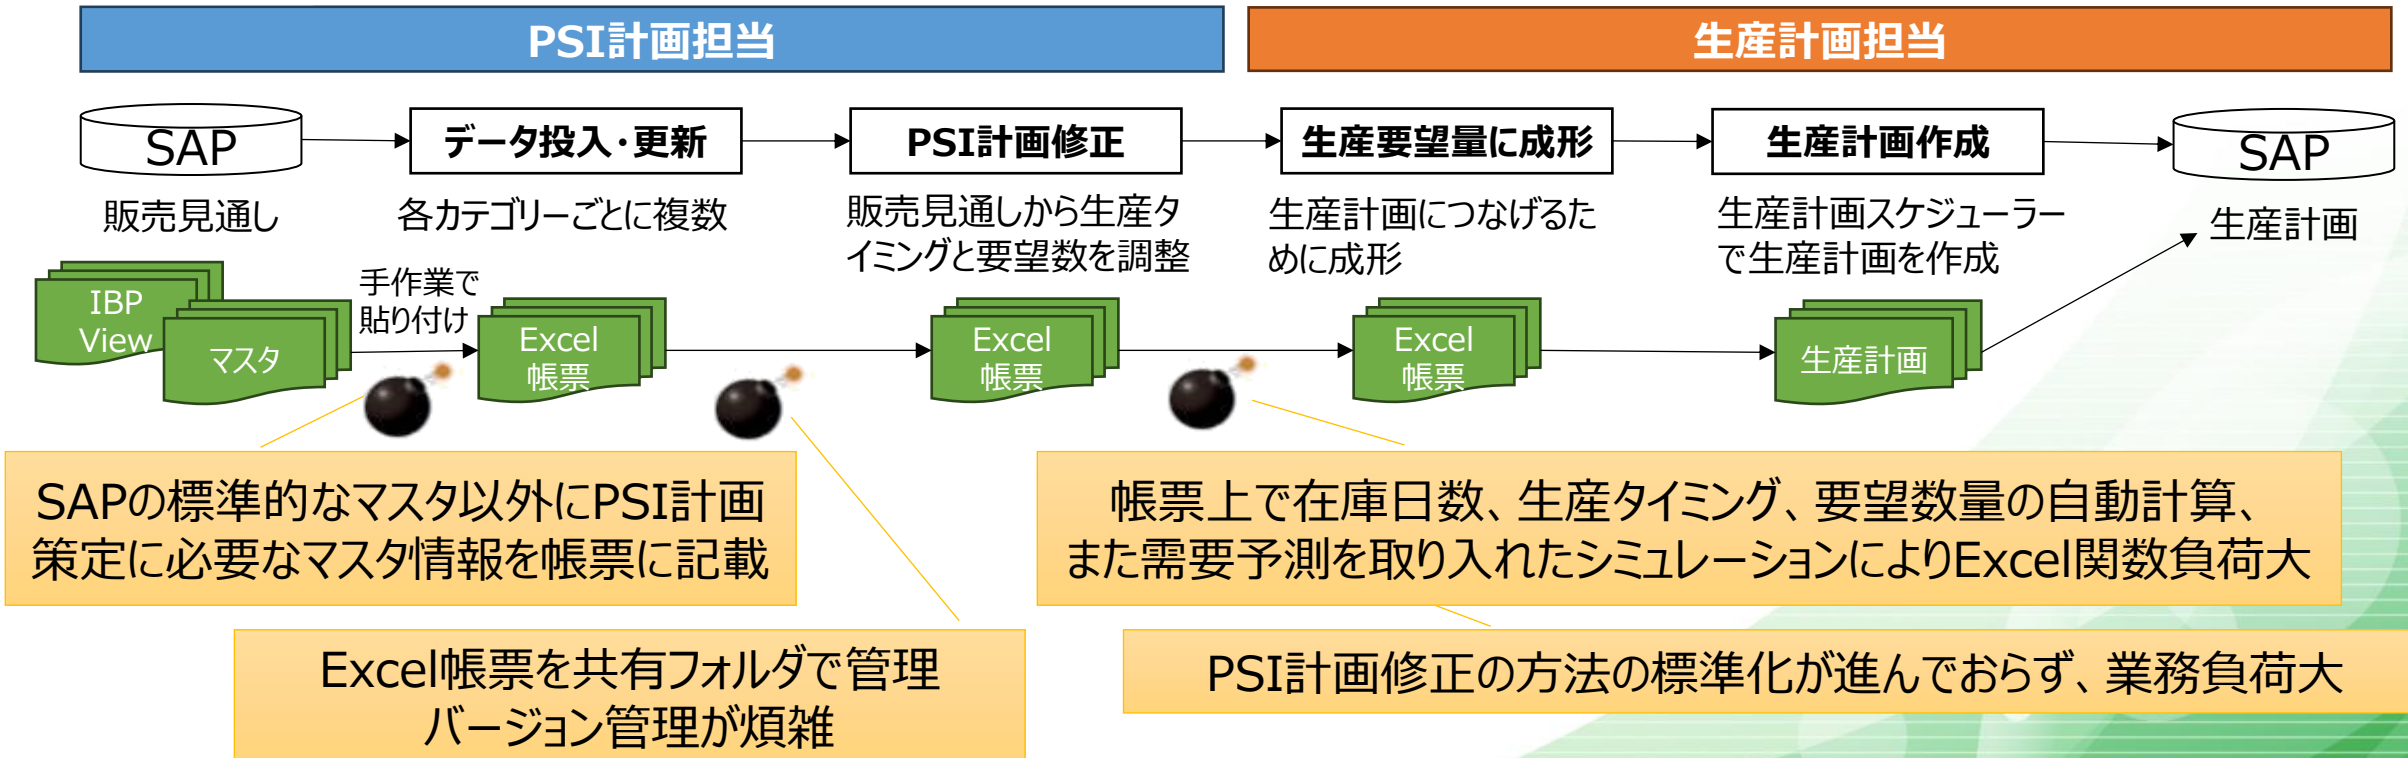 PSI計画担当
生産計画担当
SAP
データ投入・更新
PSI計画修正
生産要望量に成形
生産計画作成
SAP
販売見通し
各カテゴリーごとに複数
販売見通しから生産タ
イミングと要望数を調整
生産計画につなげるた
めに成形
生産計画スケジューラー
で生産計画を作成
生産計画
IBP
View
マスタ
手作業で
貼り付け
Excel
帳票
Excel
帳票
Excel
帳票
生産計画
SAPの標準的なマスタ以外にPSI計画
策定に必要なマスタ情報を帳票に記載
帳票上で在庫日数、生産タイミング、要望数量の自動計算、
また需要予測を取り入れたシミュレーションによりExcel関数負荷大
Excel帳票を共有フォルダで管理
バージョン管理が煩雑
PSI計画修正の方法の標準化が進んでおらず、業務負荷大